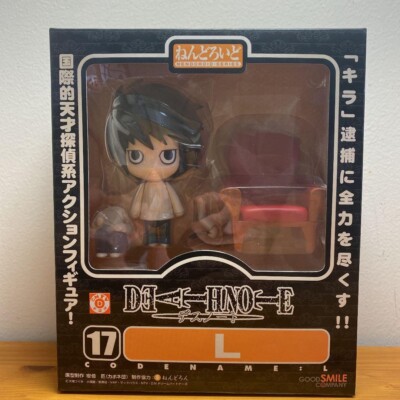 ねんどろいど
NENDOROID SERIES
国際的天才探偵系アクションフィギュア！
「キラ」逮捕に全力を尽くす!!
DEATH NOTE
デスノート
17
L
CODENAME:L
GOOD SMILE
COMPANY